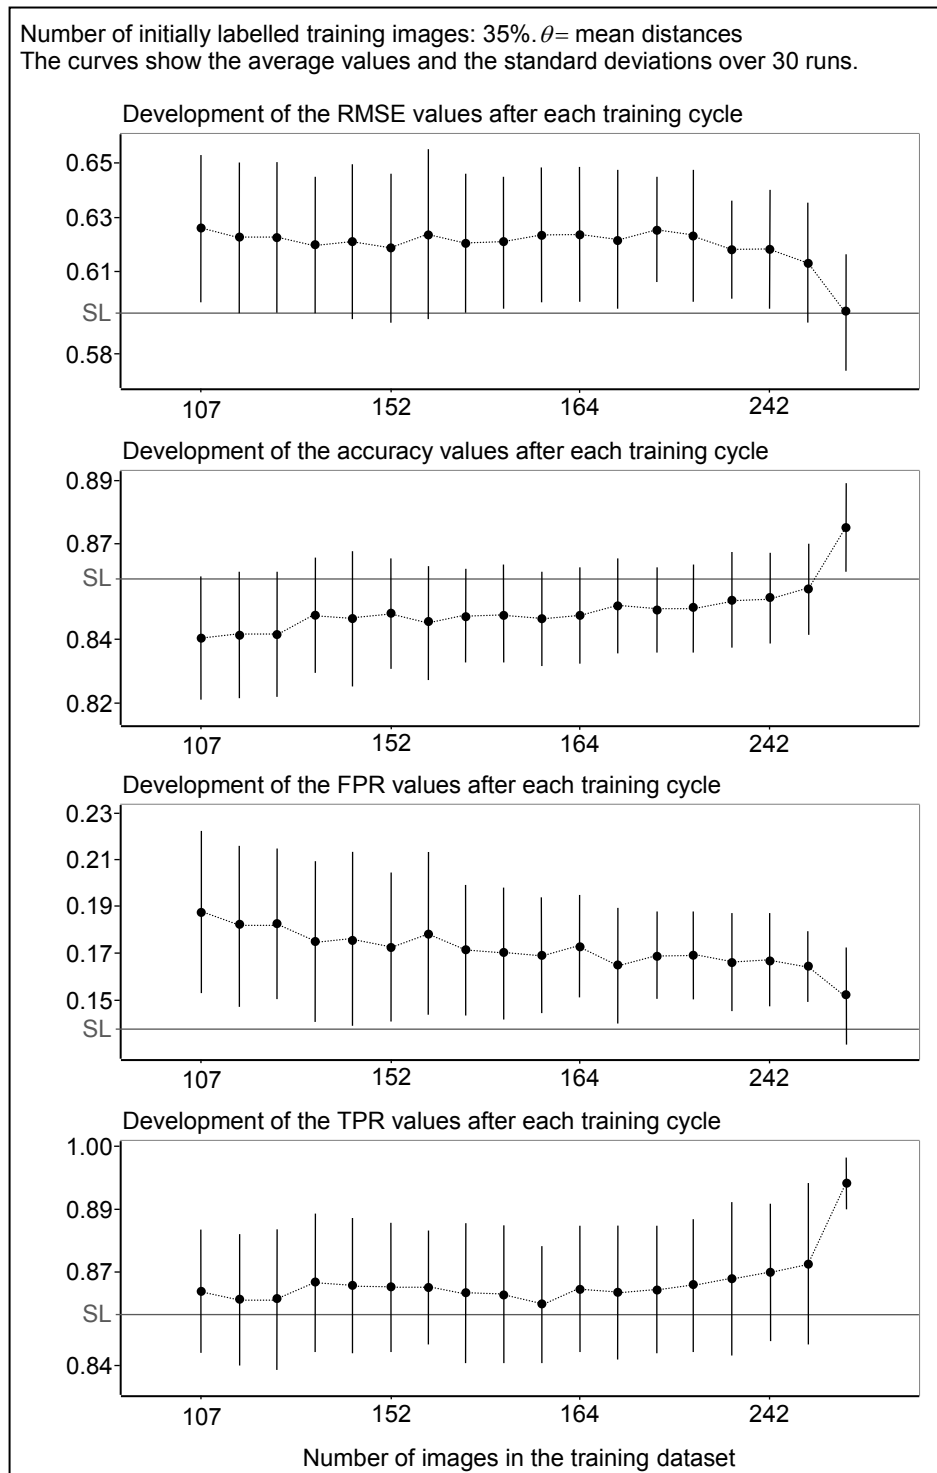 Number of initially labelled training images: 35%. θ= mean distances
The curves show the average values and the standard deviations over 30 runs.
Development of the RMSE values after each training cycle
0.65
0.63
0.61
SL
0.58
107 152 164 242
Development of the accuracy values after each training cycle
0.89
0.87
SL
0.84
0.82
107 152 164 242
Development of the FPR values after each training cycle
0.23
0.21
0.19
0.17
0.15
SL
107 152 164 242
Development of the TPR values after each training cycle
1.00
0.89
0.87
SL
0.84
107 152 164 242
Number of images in the training dataset